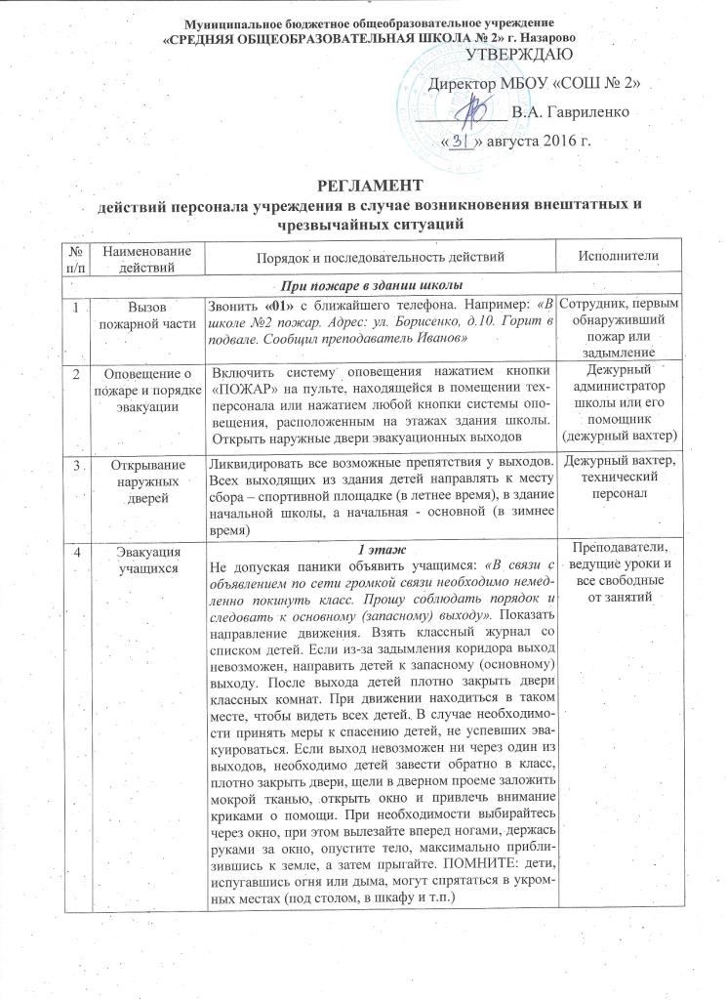 Муниципальное бюджетное общеобразовательное учреждение
«СРЕДНЯЯ ОБЩЕОБРАЗОВАТЕЛЬНАЯ ШКОЛА № 2» г. Назарово
УТВЕРЖДАЮ
Директор МБОУ «СОШ № 2»
____________ В.А. Гавриленко
«31» августа 2016 г.
РЕГЛАМЕНТ
действий персонала учреждения в случае возникновения внештатных и
чрезвычайных ситуаций
№
п/п
Наименование
действий
Порядок и последовательность действий
Исполнители
При пожаре в здании школы
1
Вызов
пожарной части
Звонить «01» с ближайшего телефона. Например: «В
школе №2 пожар. Адрес: ул. Борисенко, д.10. Горит в
подвале. Сообщил преподаватель Иванов»
Сотрудник, первым
обнаруживший
пожар или
задымление
2
Оповещение о
пожаре и порядке
эвакуации
Включить систему оповещения нажатием кнопки
«ПОЖАР» на пульте, находящейся в помещении тех-
персонала или нажатием любой кнопки системы опо-
вещения, расположенным на этажах здания школы.
Открыть наружные двери эвакуационных выходов
Дежурный
администратор
школы или его
помощник
(дежурный вахтер)
3
Открывание
наружных
дверей
Ликвидировать все возможные препятствия у выходов.
Всех выходящих из здания детей направлять к месту
сбора – спортивной площадке (в летнее время), в здание
начальной школы, а начальная - основной (в зимнее
время)
Дежурный вахтер,
технический
персонал
4
Эвакуация
учащихся
1 этаж
Не допуская паники объявить учащимся: «В связи с
объявлением по сети громкой связи необходимо немед-
ленно покинуть класс. Прошу соблюдать порядок и
следовать к основному (запасному) выходу». Показать
направление движения. Взять классный журнал со
списком детей. Если из-за задымления коридора выход
невозможен, направить детей к запасному (основному)
выходу. После выхода детей плотно закрыть двери
классных комнат. При движении находиться в таком
месте, чтобы видеть всех детей. В случае необходимо-
сти принять меры к спасению детей, не успевших эва-
куироваться. Если выход невозможен ни через один из
выходов, необходимо детей завести обратно в класс,
плотно закрыть двери, щели в дверном проеме заложить
мокрой тканью, открыть окно и привлечь внимание
криками о помощи. При необходимости выбирайтесь
через окно, при этом вылезайте вперед ногами, держась
руками за окно, опустите тело, максимально прибли-
зившись к земле, а затем прыгайте. ПОМНИТЕ: дети,
испугавшись огня или дыма, могут спрятаться в укром-
ных местах (под столом, в шкафу и т.п.)
Преподаватели,
ведущие уроки и
все свободные
от занятий